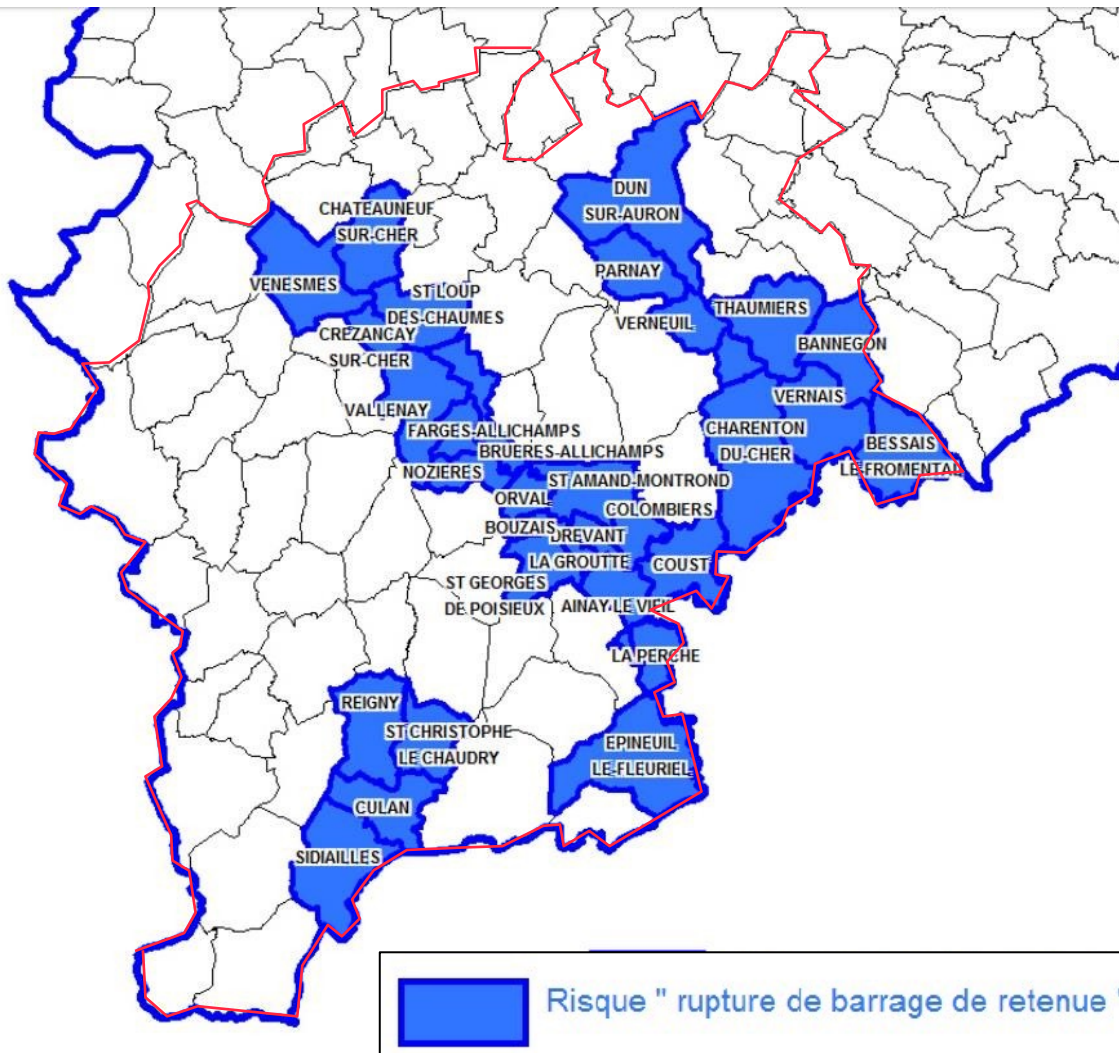 DUN
SUR-AURON
CHATEAUNEUF
SUR-CHER
PARNAY
VENESMES
ST LOUP
DES-CHAUMES
THAUMIERS
VERNEUIL
CREZANCAY
SUR-CHER
BANNEGON
VERNAIS
VALLENAY
FARGES-ALLICHAMPS
CHARENTON
DU-CHER
BESSAIS
LE-FROMENTAL
BRUERES-ALLICHAMPS
NOZIERES
ST AMAND-MONTROND
ORVAL
COLOMBIERS
BOUZAIS
DREVANT
LA GROUTTE
COUST
ST GEORGES
DE POISIEUX
AINAY LE VIEIL
LA PERCHE
REIGNY
ST CHRISTOPHE
LE CHAUDRY
EPINEUIL
LE-FLEURIEL
CULAN
SIDIAILLES
Risque " rupture de barrage de retenue "